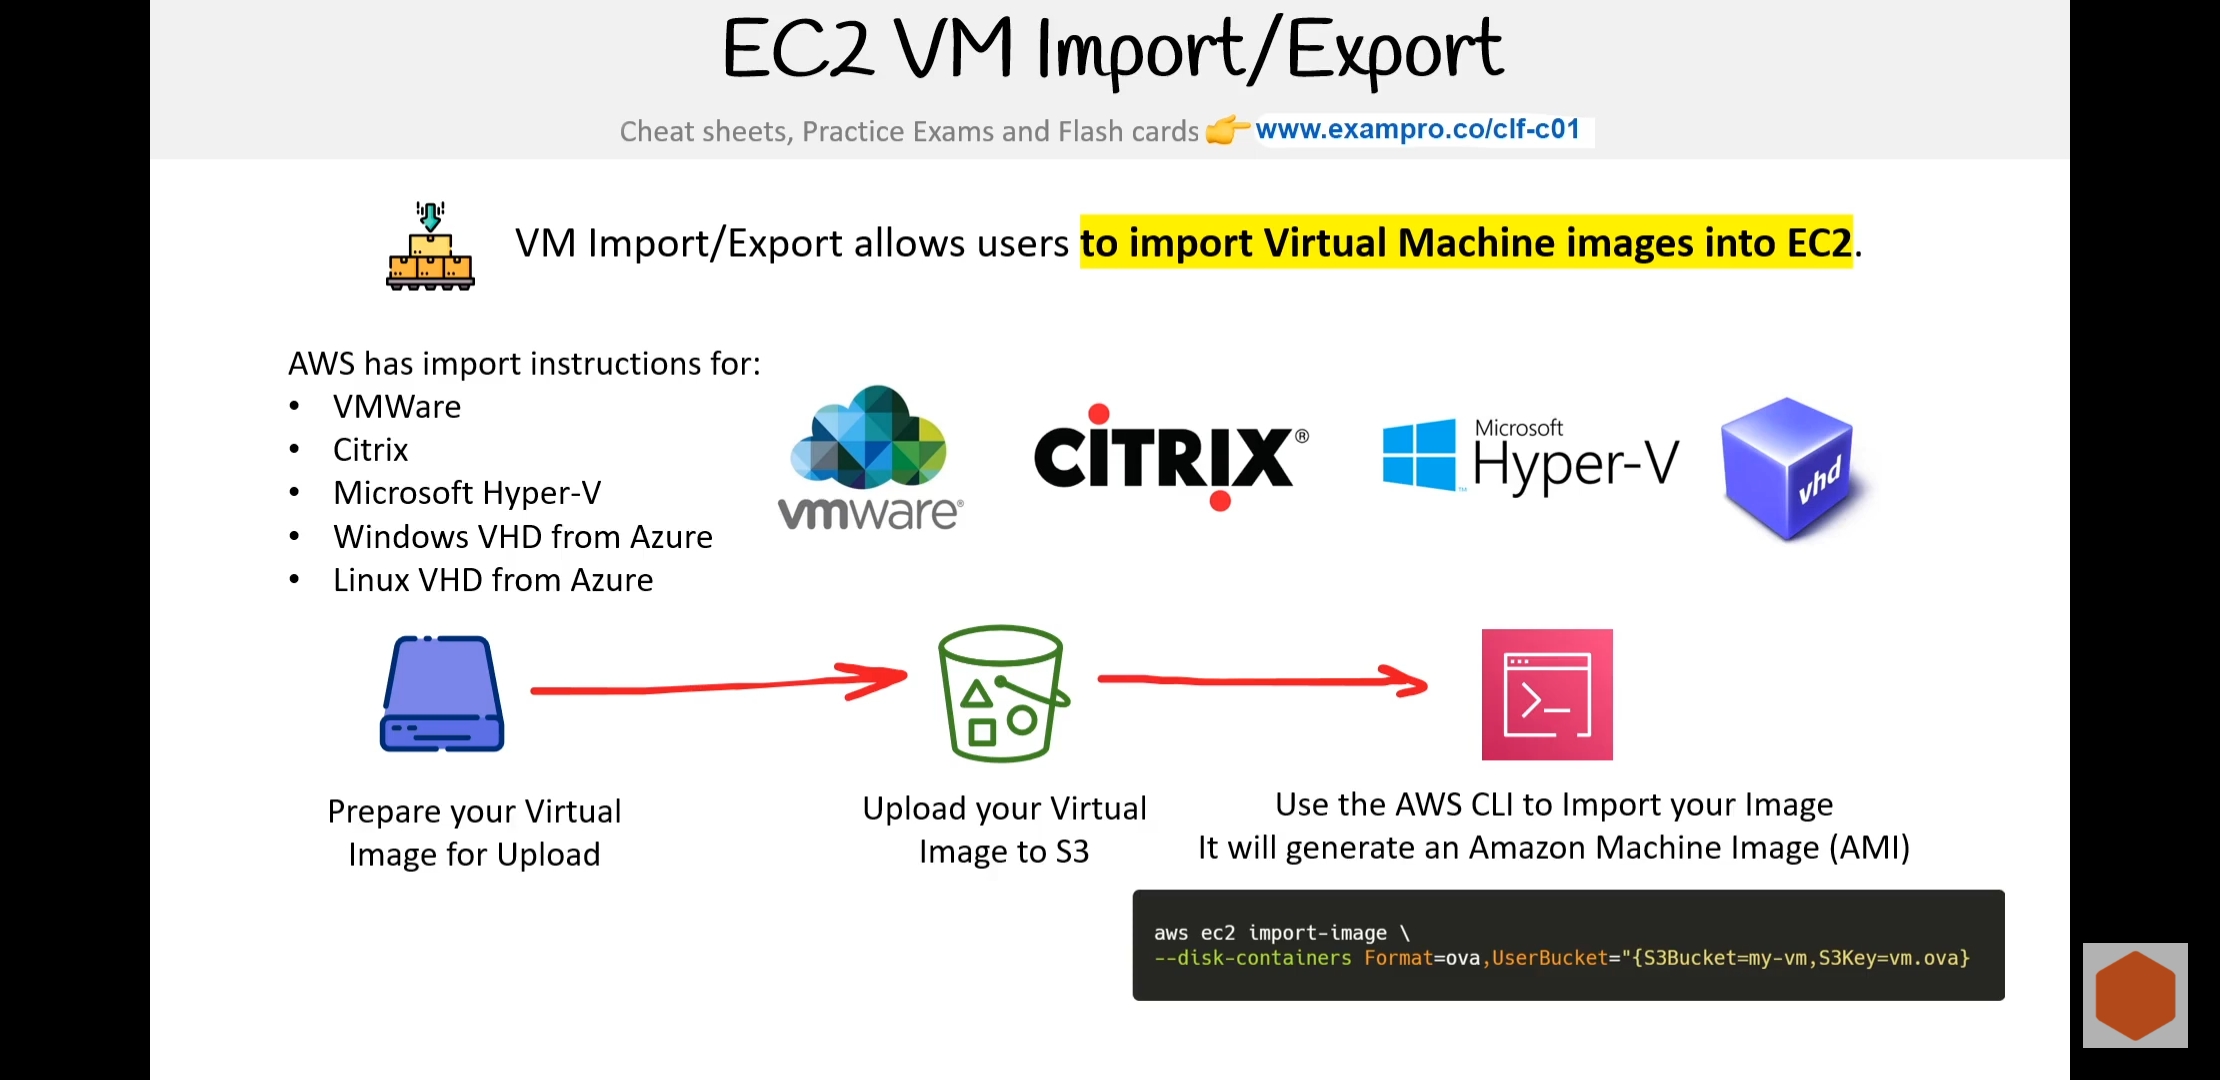 EC2 VM Import/Export
Cheat sheets, Practice Exams and Flash cards 👉 www.exampro.co/clf-c01
VM Import/Export allows users to import Virtual Machine images into EC2.
AWS has import instructions for:
• VMWare
• Citrix
• Microsoft Hyper-V
• Windows VHD from Azure
• Linux VHD from Azure
vmware®
CiTRIX®
Microsoft
Hyper-V
™
vhd
Prepare your Virtual
Image for Upload
Upload your Virtual
Image to S3
Use the AWS CLI to Import your Image
It will generate an Amazon Machine Image (AMI)
aws ec2 import-image \
--disk-containers Format=ova,UserBucket="{S3Bucket=my-vm,S3Key=vm.ova}